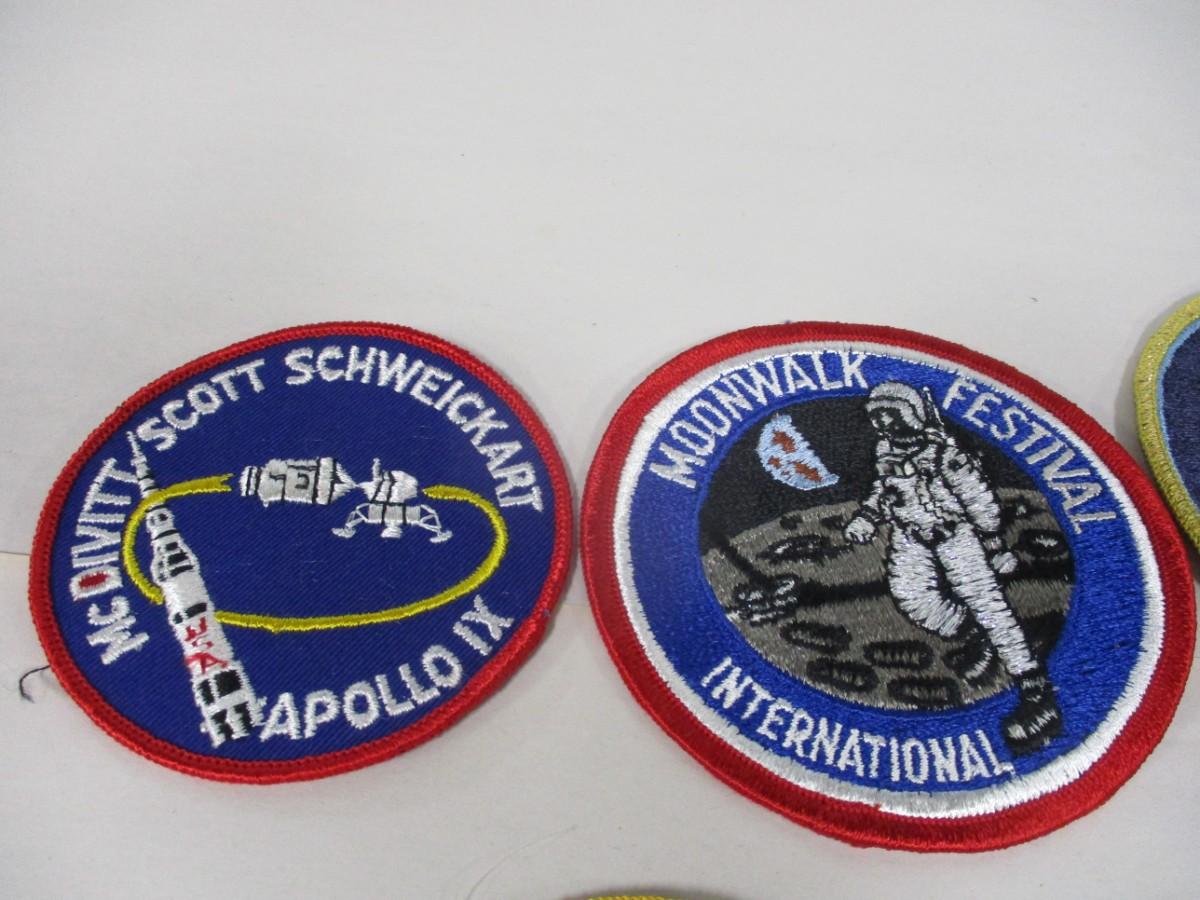 McDIVITT SCOTT SCHWEICKART
USA
APOLLO IX
MOONWALK FESTIVAL
INTERNATIONAL